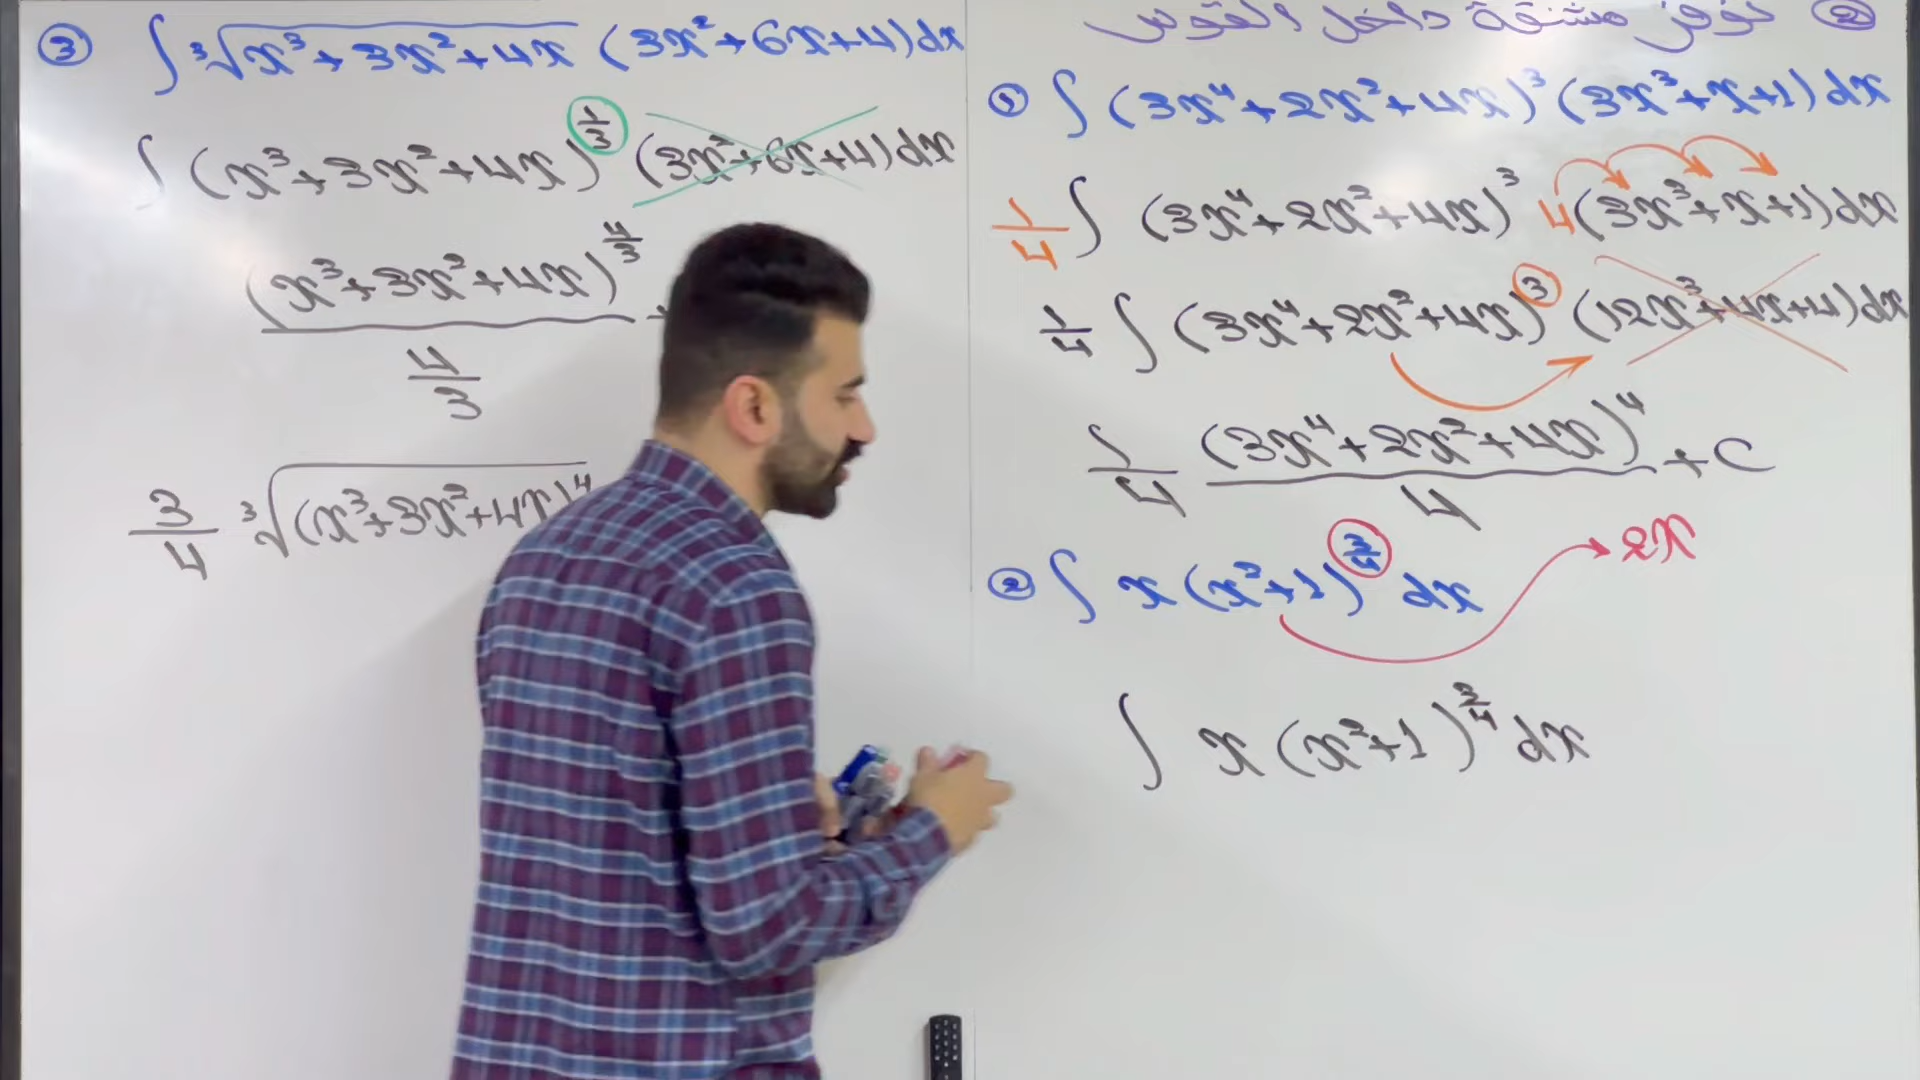 ③ ∫ ∛(x³+3x²+4x) (3x²+6x+4)dx
∫ (x³+3x²+4x)^(1/3) (3x²+6x+4)dx
(x³+3x²+4x)^(4/3) / (4/3)
3/4 ∛((x³+3x²+4x)⁴
② نوفر مشتقة داخل القوس
① ∫ (3x⁴+2x²+4x)³ (3x³+x+1)dx
1/4 ∫ (3x⁴+2x²+4x)³ 4(3x³+x+1)dx
1/4 ∫ (3x⁴+2x²+4x)³ (12x³+4x+4)dx
1/4 (3x⁴+2x²+4x)⁴ / 4 + C
② ∫ x(x²+1)^(3/4) dx → 2x
∫ x (x²+1)^(3/4) dx